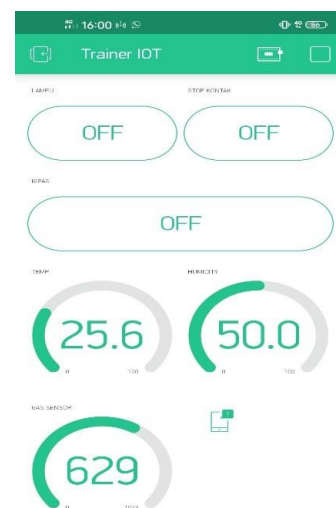 16:00
Trainer IOT
LAMPU STOP KONTAK
OFF OFF
KIPAS
OFF
TEMP HUMIDITY
25.6 50.0
0 100 0 100
GAS SENSOR
629
0 1023